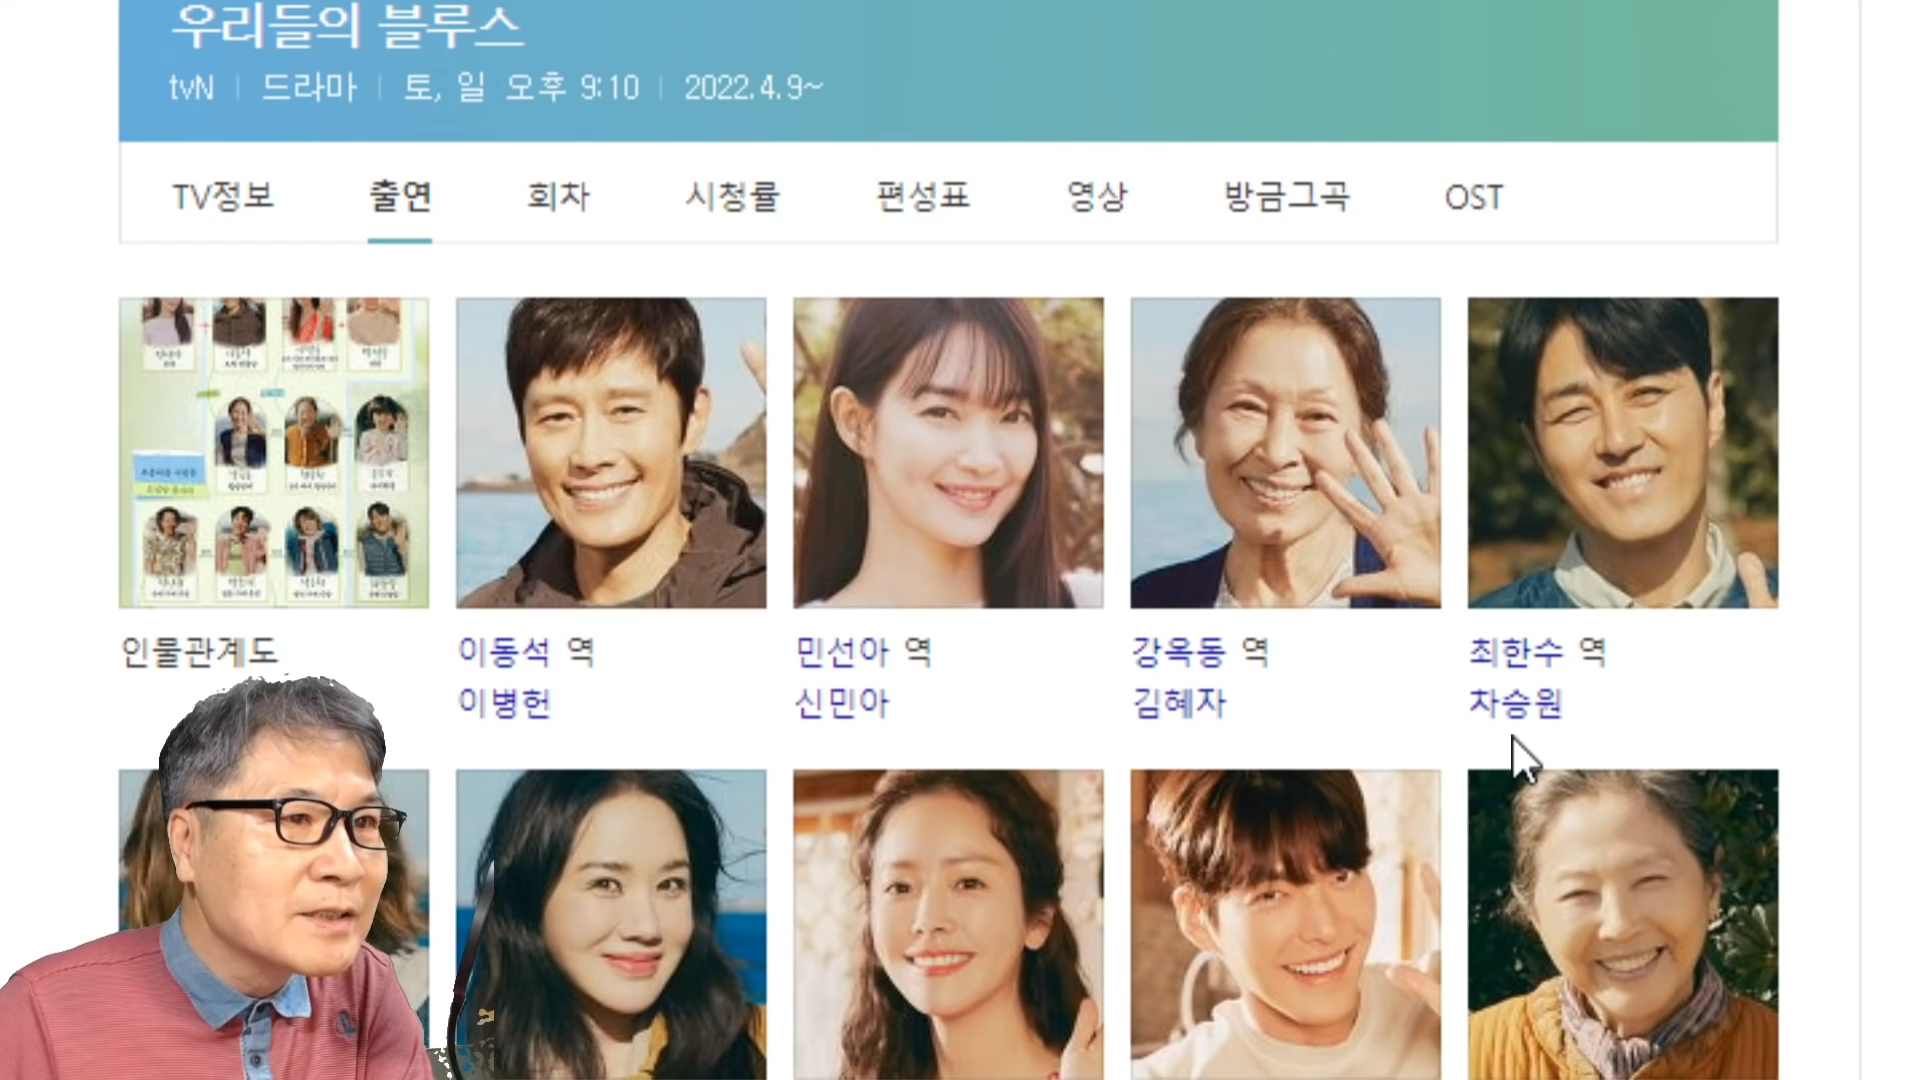 우리들의 블루스
tvN | 드라마 | 토, 일 오후 9:10 | 2022.4.9~
TV정보 출연 회차 시청률 편성표 영상 방금그곡 OST
인물관계도
이동석 역
이병헌
민선아 역
신민아
강옥동 역
김혜자
최한수 역
차승원